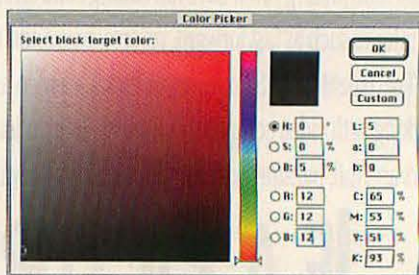 Color Picker
Select black target color:
OK
Cancel
Custom
H: 0 °
S: 0 %
B: 5 %
R: 12
G: 12
B: 12
L: 5
a: 0
b: 0
C: 65 %
M: 53 %
Y: 51 %
K: 93 %